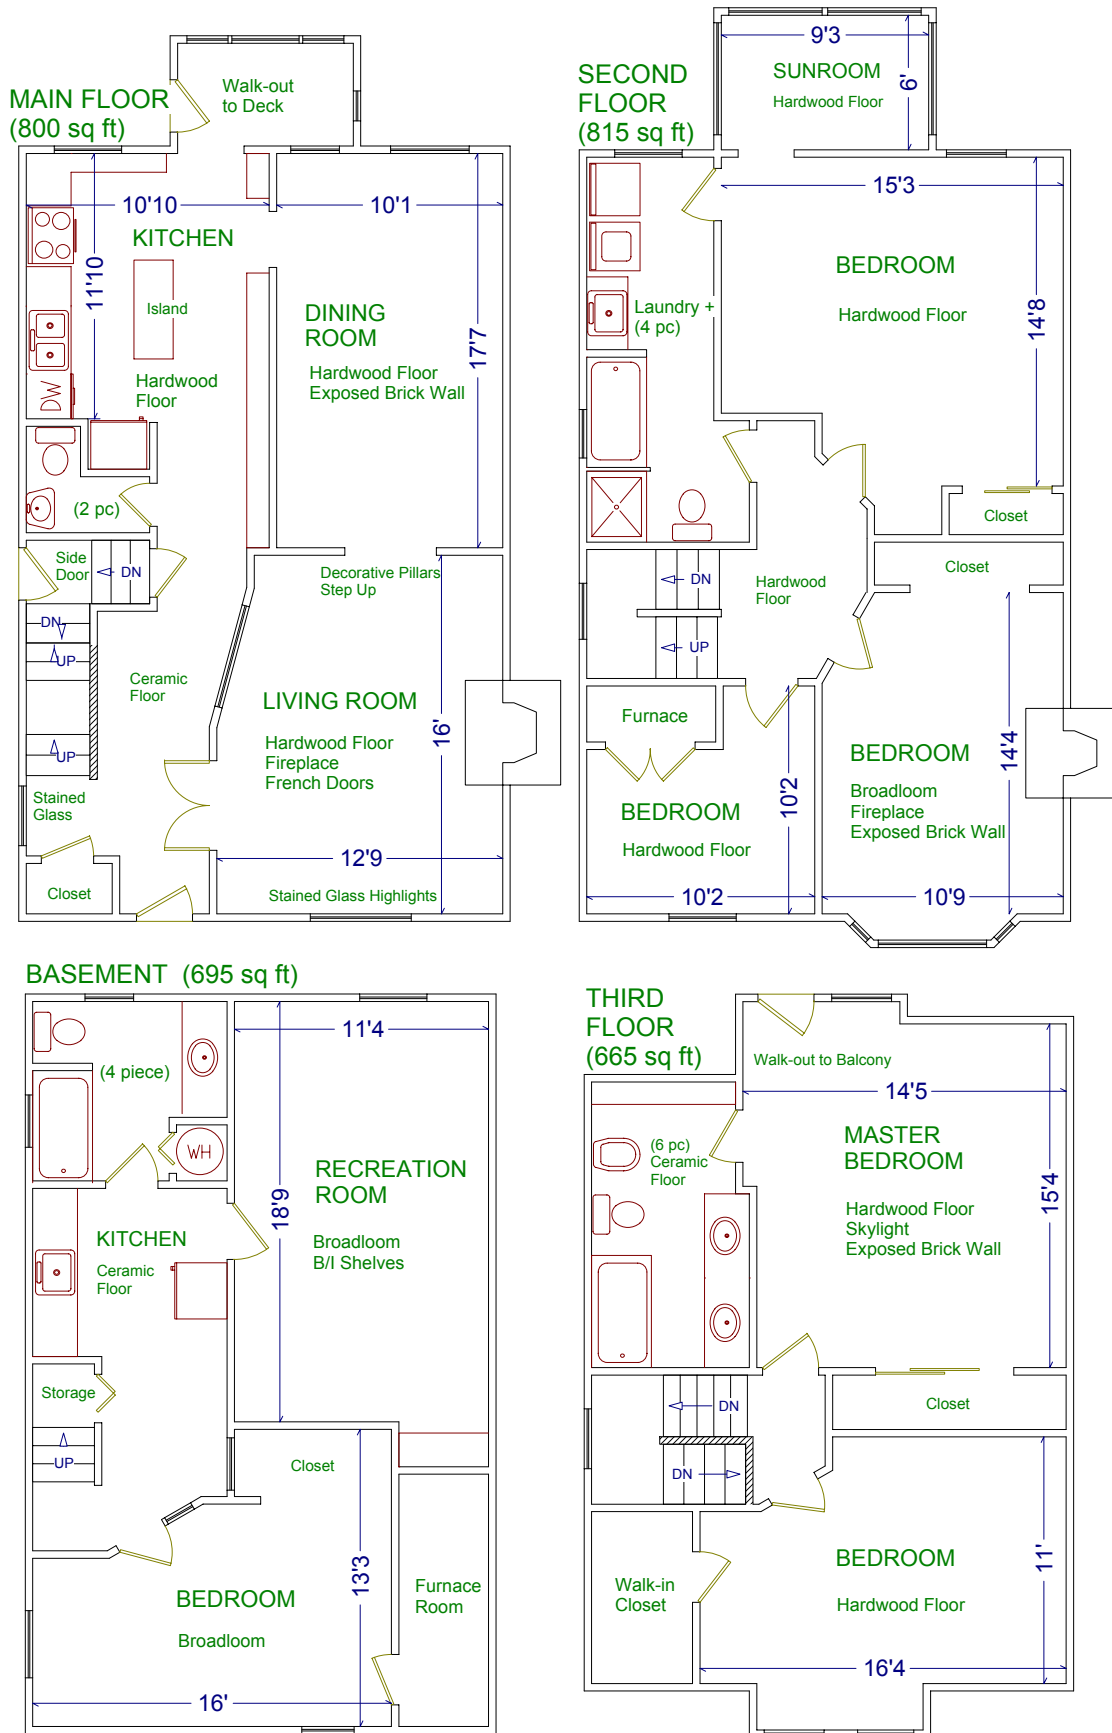 MAIN FLOOR
(800 sq ft)
Walk-out
to Deck
10'10
10'1
KITCHEN
11'10
Island
DINING
ROOM
17'7
Hardwood Floor
Exposed Brick Wall
Hardwood
Floor
DW
(2 pc)
Side
Door
DN
Decorative Pillars
Step Up
DN
UP
Ceramic
Floor
LIVING ROOM
16'
Hardwood Floor
Fireplace
French Doors
UP
Stained
Glass
12'9
Closet
Stained Glass Highlights
SECOND
FLOOR
(815 sq ft)
9'3
SUNROOM
6'
Hardwood Floor
15'3
BEDROOM
14'8
Hardwood Floor
Laundry +
(4 pc)
Closet
Closet
DN
Hardwood
Floor
UP
Furnace
BEDROOM
10'2
Hardwood Floor
10'2
BEDROOM
14'4
Broadloom
Fireplace
Exposed Brick Wall
10'9
BASEMENT (695 sq ft)
11'4
(4 piece)
WH
RECREATION
ROOM
18'9
Broadloom
B/I Shelves
KITCHEN
Ceramic
Floor
Storage
UP
Closet
13'3
BEDROOM
Broadloom
Furnace
Room
16'
THIRD
FLOOR
(665 sq ft)
Walk-out to Balcony
14'5
(6 pc)
Ceramic
Floor
MASTER
BEDROOM
15'4
Hardwood Floor
Skylight
Exposed Brick Wall
DN
Closet
DN
BEDROOM
11'
Hardwood Floor
Walk-in
Closet
16'4